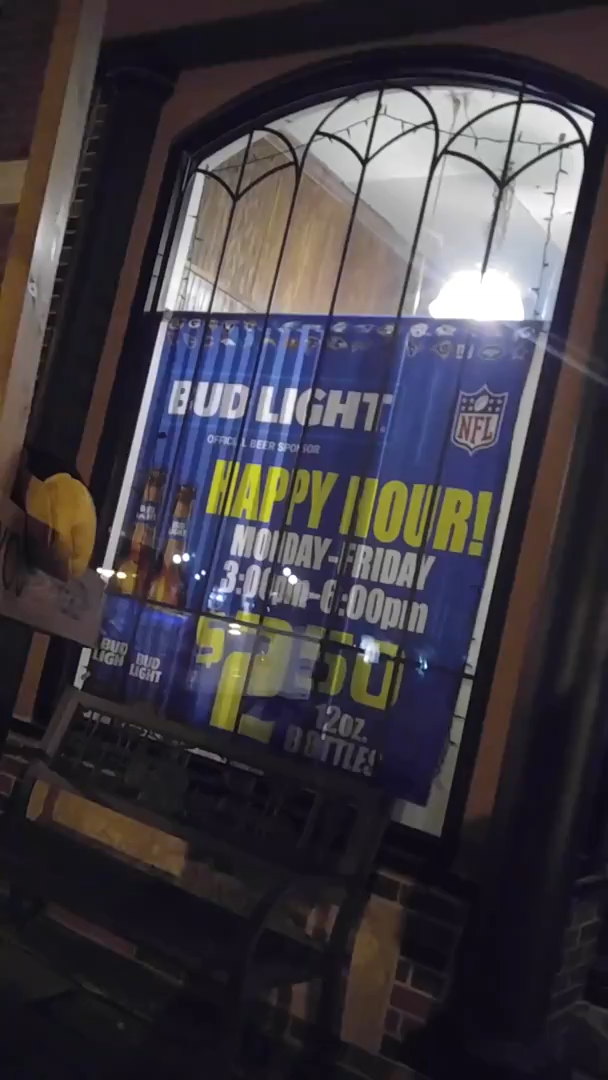 BUD LIGHT
NFL
OFFICIAL BEER SPONSOR
HAPPY HOUR!
MONDAY-FRIDAY
3:00pm-6:00pm
BUD LIGHT
BUD LIGHT
12oz.
BOTTLES